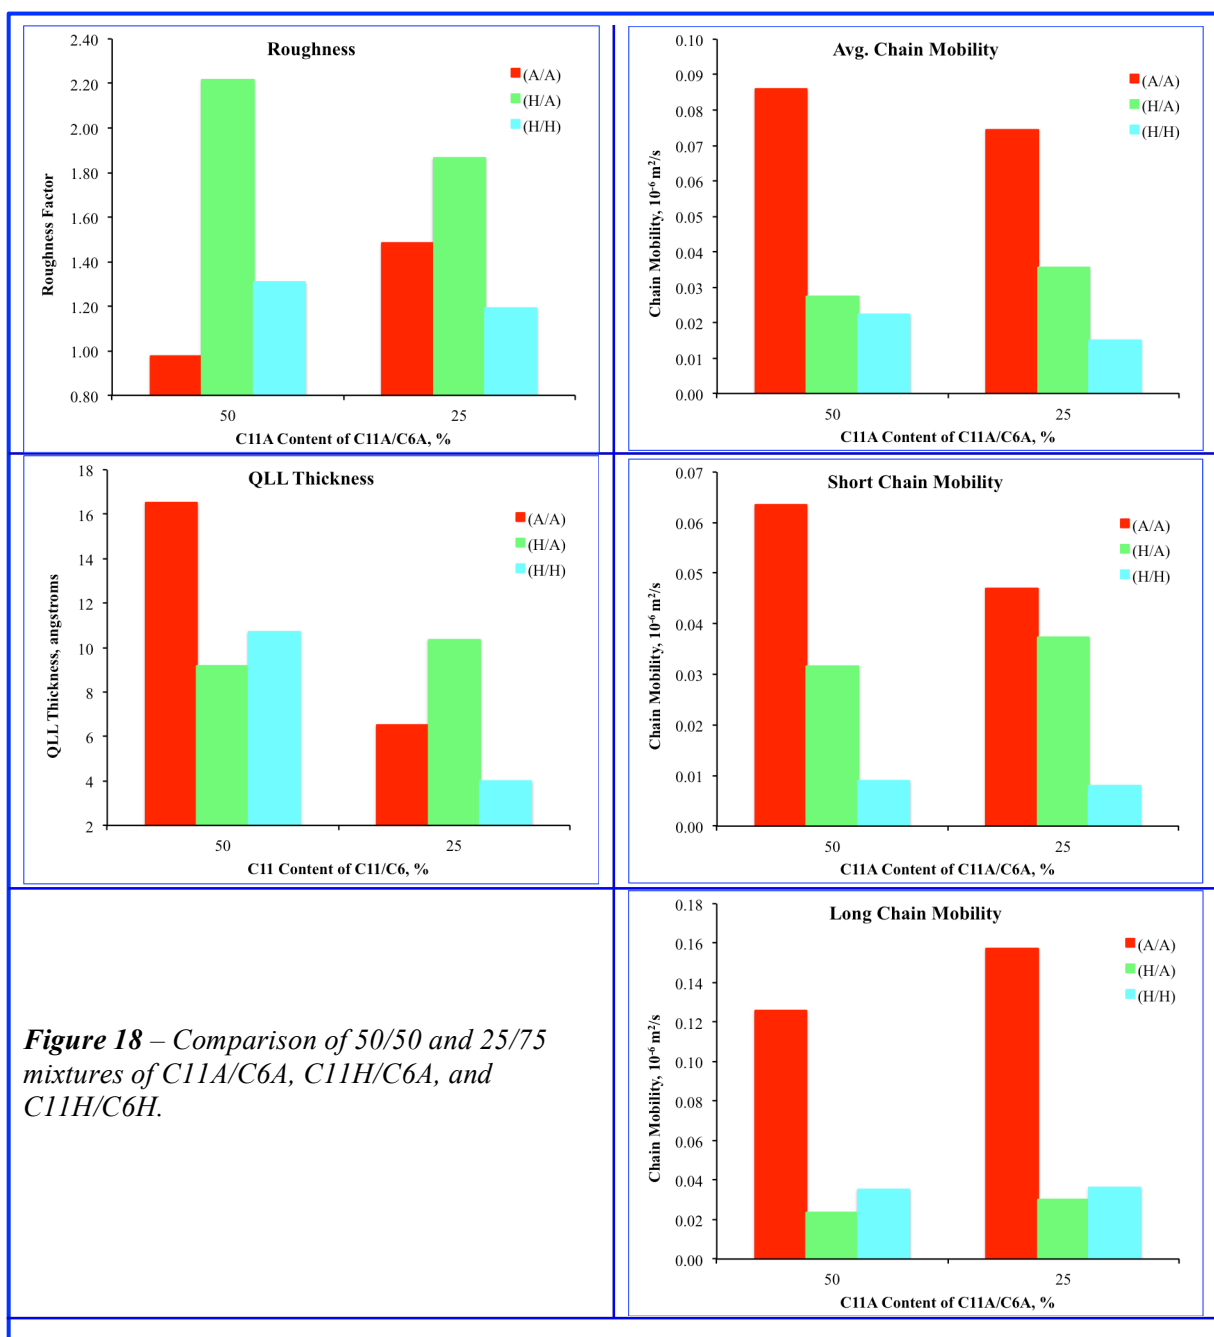 Roughness
2.40
2.20
2.00
1.80
1.60
1.40
1.20
1.00
0.80
Roughness Factor
(A/A)
(H/A)
(H/H)
50
25
C11A Content of C11A/C6A, %
Avg. Chain Mobility
0.10
0.09
0.08
0.07
0.06
0.05
0.04
0.03
0.02
0.01
0.00
Chain Mobility, 10⁻⁶ m²/s
(A/A)
(H/A)
(H/H)
50
25
C11A Content of C11A/C6A, %
QLL Thickness
18
16
14
12
10
8
6
4
2
QLL Thickness, angstroms
(A/A)
(H/A)
(H/H)
50
25
C11 Content of C11/C6, %
Short Chain Mobility
0.07
0.06
0.05
0.04
0.03
0.02
0.01
0.00
Chain Mobility, 10⁻⁶ m²/s
(A/A)
(H/A)
(H/H)
50
25
C11A Content of C11A/C6A, %
Figure 18 – Comparison of 50/50 and 25/75
mixtures of C11A/C6A, C11H/C6A, and
C11H/C6H.
Long Chain Mobility
0.18
0.16
0.14
0.12
0.10
0.08
0.06
0.04
0.02
0.00
Chain Mobility, 10⁻⁶ m²/s
(A/A)
(H/A)
(H/H)
50
25
C11A Content of C11A/C6A, %